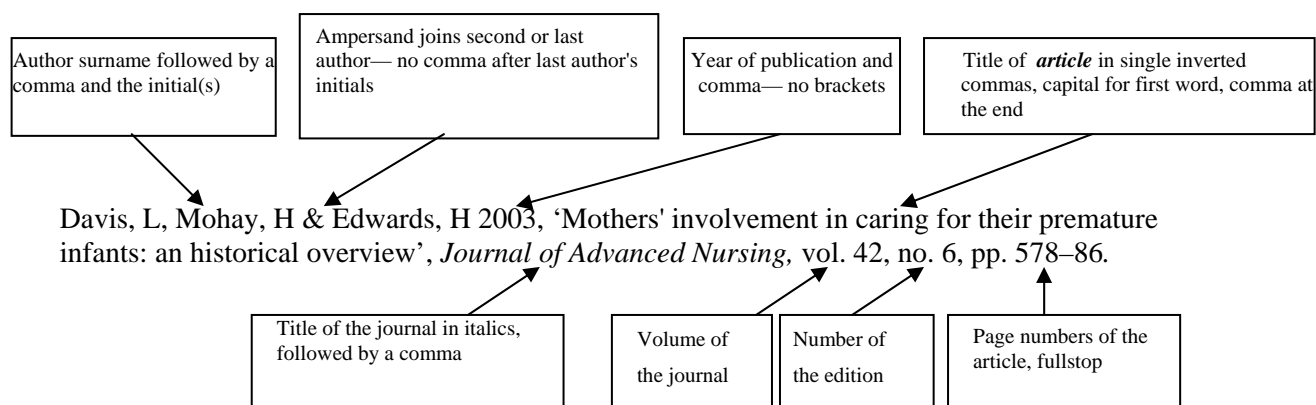 Author surname followed by a
comma and the initial(s)
Ampersand joins second or last
author— no comma after last author's
initials
Year of publication and
comma— no brackets
Title of article in single inverted
commas, capital for first word, comma at
the end
Davis, L, Mohay, H & Edwards, H 2003, ‘Mothers' involvement in caring for their premature
infants: an historical overview’, Journal of Advanced Nursing, vol. 42, no. 6, pp. 578–86.
Title of the journal in italics,
followed by a comma
Volume of
the journal
Number of
the edition
Page numbers of the
article, fullstop